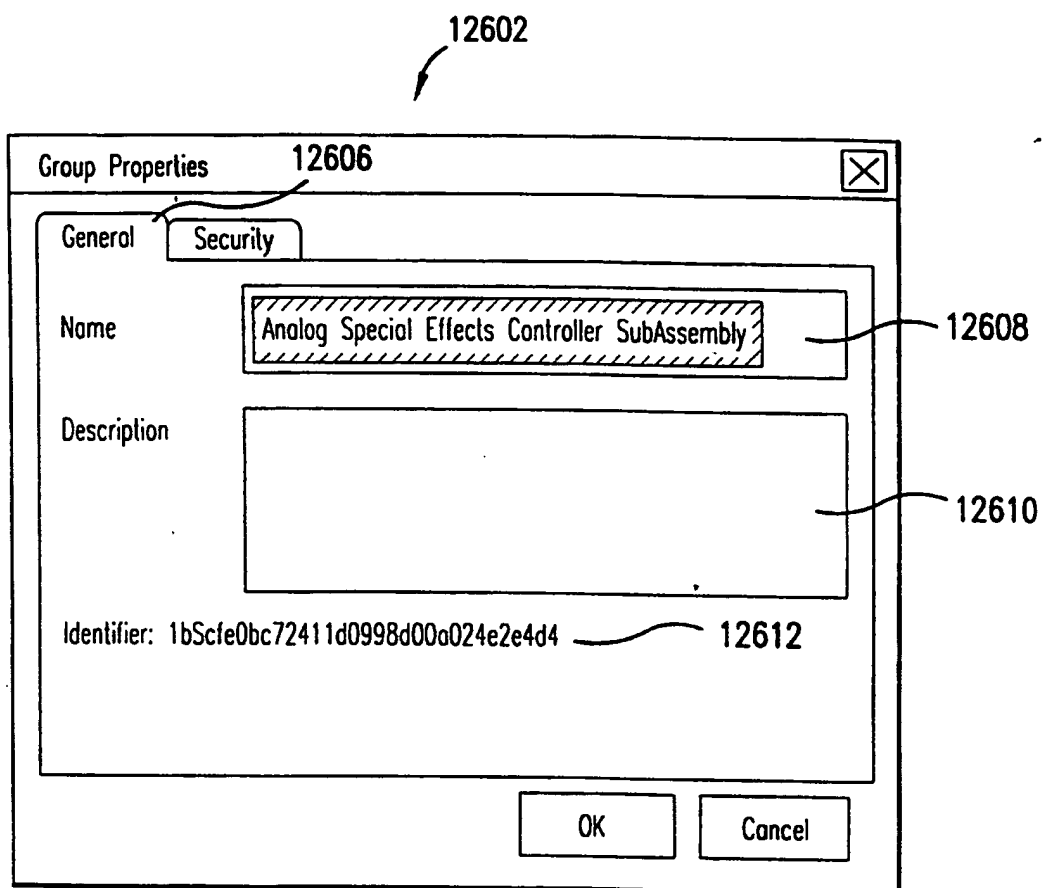 12602
Group Properties
12606
General
Security
Name
Analog Special Effects Controller SubAssembly
12608
Description
12610
Identifier: 1b5cfe0bc72411d0998d00a024e2e4d4
12612
OK
Cancel